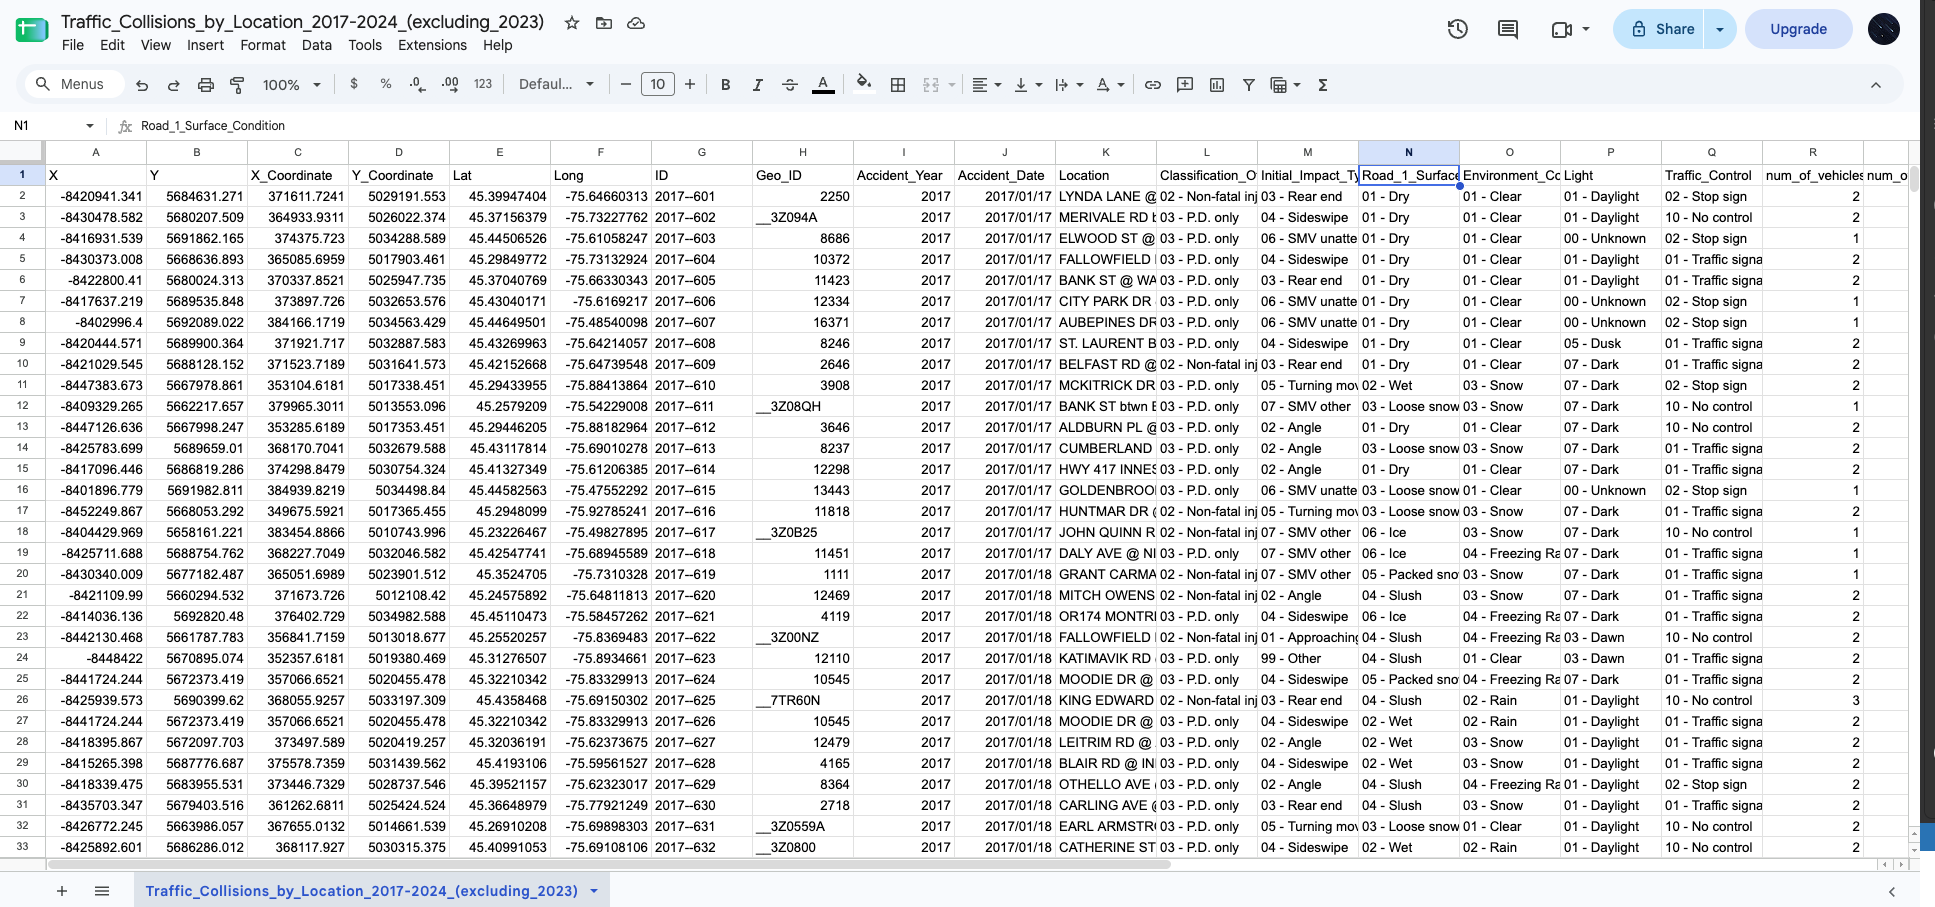 Traffic_Collisions_by_Location_2017-2024_(excluding_2023)
File Edit View Insert Format Data Tools Extensions Help
Share
Upgrade
Menus 100% $ % .0 .00 123 Defaul... 10 B I A A Σ
N1 fx Road_1_Surface_Condition
A B C D E F G H I J K L M N O P Q R
1 X Y X_Coordinate Y_Coordinate Lat Long ID Geo_ID Accident_Year Accident_Date Location Classification_O Initial_Impact_Ty Road_1_Surface Environment_Co Light Traffic_Control num_of_vehicles num_o
2 -8420941.341 5684631.271 371611.7241 5029191.553 45.39947404 -75.64660313 2017--601 2250 2017 2017/01/17 LYNDA LANE @ 02 - Non-fatal inj 03 - Rear end 01 - Dry 01 - Clear 01 - Daylight 02 - Stop sign 2
3 -8430478.582 5680207.509 364933.9311 5026022.374 45.37156379 -75.73227762 2017--602 __3Z094A 2017 2017/01/17 MERIVALE RD b 03 - P.D. only 04 - Sideswipe 01 - Dry 01 - Clear 01 - Daylight 10 - No control 2
4 -8416931.539 5691862.165 374375.723 5034288.589 45.44506526 -75.61058247 2017--603 8686 2017 2017/01/17 ELWOOD ST @ 03 - P.D. only 06 - SMV unatte 01 - Dry 01 - Clear 00 - Unknown 02 - Stop sign 1
5 -8430373.008 5668636.893 365085.6959 5017903.461 45.29849772 -75.73132924 2017--604 10372 2017 2017/01/17 FALLOWFIELD 03 - P.D. only 04 - Sideswipe 01 - Dry 01 - Clear 01 - Daylight 01 - Traffic signa 2
6 -8422800.41 5680024.313 370337.8521 5025947.735 45.37040769 -75.66330343 2017--605 11423 2017 2017/01/17 BANK ST @ WA 03 - P.D. only 03 - Rear end 01 - Dry 01 - Clear 01 - Daylight 01 - Traffic signa 2
7 -8417637.219 5689535.848 373897.726 5032653.576 45.43040171 -75.6169217 2017--606 12334 2017 2017/01/17 CITY PARK DR 03 - P.D. only 06 - SMV unatte 01 - Dry 01 - Clear 00 - Unknown 02 - Stop sign 1
8 -8402996.4 5692089.022 384166.1719 5034563.429 45.44649501 -75.48540098 2017--607 16371 2017 2017/01/17 AUBEPINES DR 03 - P.D. only 06 - SMV unatte 01 - Dry 01 - Clear 00 - Unknown 02 - Stop sign 1
9 -8420444.571 5689900.364 371921.717 5032887.583 45.43269963 -75.64214057 2017--608 8246 2017 2017/01/17 ST. LAURENT B 03 - P.D. only 04 - Sideswipe 01 - Dry 01 - Clear 05 - Dusk 01 - Traffic signa 2
10 -8421029.545 5688128.152 371523.7189 5031641.573 45.42152668 -75.64739548 2017--609 2646 2017 2017/01/17 BELFAST RD @ 02 - Non-fatal inj 03 - Rear end 01 - Dry 01 - Clear 07 - Dark 01 - Traffic signa 2
11 -8447383.673 5667978.861 353104.6181 5017338.451 45.29433955 -75.88413864 2017--610 3908 2017 2017/01/17 MCKITRICK DR 03 - P.D. only 05 - Turning mov 02 - Wet 03 - Snow 07 - Dark 02 - Stop sign 2
12 -8409329.265 5662217.657 379965.3011 5013553.096 45.2579209 -75.54229008 2017--611 __3Z08QH 2017 2017/01/17 BANK ST btwn E 03 - P.D. only 07 - SMV other 03 - Loose snow 03 - Snow 07 - Dark 10 - No control 1
13 -8447126.636 5667998.247 353285.6189 5017353.451 45.29446205 -75.88182964 2017--612 3646 2017 2017/01/17 ALDBURN PL @ 03 - P.D. only 02 - Angle 01 - Dry 01 - Clear 07 - Dark 10 - No control 2
14 -8425783.699 5689659.01 368170.7041 5032679.588 45.43117814 -75.69010278 2017--613 8237 2017 2017/01/17 CUMBERLAND 03 - P.D. only 02 - Angle 03 - Loose snow 03 - Snow 07 - Dark 01 - Traffic signa 2
15 -8417096.446 5686819.286 374298.8479 5030754.324 45.41327349 -75.61206385 2017--614 12298 2017 2017/01/17 HWY 417 INNES 03 - P.D. only 02 - Angle 01 - Dry 01 - Clear 07 - Dark 01 - Traffic signa 2
16 -8401896.779 5691982.811 384939.8219 5034498.84 45.44582563 -75.47552292 2017--615 13443 2017 2017/01/17 GOLDENBROO 03 - P.D. only 06 - SMV unatte 03 - Loose snow 01 - Clear 00 - Unknown 02 - Stop sign 1
17 -8452249.867 5668053.292 349675.5921 5017365.455 45.2948099 -75.92785241 2017--616 11818 2017 2017/01/17 HUNTMAR DR ( 02 - Non-fatal inj 05 - Turning mov 03 - Loose snow 03 - Snow 07 - Dark 01 - Traffic signa 2
18 -8404429.969 5658161.221 383454.8866 5010743.996 45.23226467 -75.49827895 2017--617 __3Z0B25 2017 2017/01/17 JOHN QUINN R 02 - Non-fatal inj 07 - SMV other 06 - Ice 03 - Snow 07 - Dark 10 - No control 1
19 -8425711.688 5688754.762 368227.7049 5032046.582 45.42547741 -75.68945589 2017--618 11451 2017 2017/01/17 DALY AVE @ NI 03 - P.D. only 07 - SMV other 06 - Ice 04 - Freezing Ra 07 - Dark 01 - Traffic signa 1
20 -8430340.009 5677182.487 365051.6989 5023901.512 45.3524705 -75.7310328 2017--619 1111 2017 2017/01/18 GRANT CARMA 02 - Non-fatal inj 07 - SMV other 05 - Packed sno 03 - Snow 07 - Dark 01 - Traffic signa 1
21 -8421109.99 5660294.532 371673.726 5012108.42 45.24575892 -75.64811813 2017--620 12469 2017 2017/01/18 MITCH OWENS 02 - Non-fatal inj 02 - Angle 04 - Slush 03 - Snow 07 - Dark 01 - Traffic signa 2
22 -8414036.136 5692820.48 376402.729 5034982.588 45.45110473 -75.58457262 2017--621 4119 2017 2017/01/18 OR174 MONTRI 03 - P.D. only 04 - Sideswipe 06 - Ice 04 - Freezing Ra 07 - Dark 01 - Traffic signa 2
23 -8442130.468 5661787.783 356841.7159 5013018.677 45.25520257 -75.8369483 2017--622 __3Z00NZ 2017 2017/01/18 FALLOWFIELD 02 - Non-fatal inj 01 - Approaching 04 - Slush 04 - Freezing Ra 03 - Dawn 10 - No control 2
24 -8448422 5670895.074 352357.6181 5019380.469 45.31276507 -75.8934661 2017--623 12110 2017 2017/01/18 KATIMAVIK RD 03 - P.D. only 99 - Other 04 - Slush 01 - Clear 03 - Dawn 01 - Traffic signa 2
25 -8441724.244 5672373.419 357066.6521 5020455.478 45.32210342 -75.83329913 2017--624 10545 2017 2017/01/18 MOODIE DR @ 03 - P.D. only 04 - Sideswipe 05 - Packed sno 04 - Freezing Ra 07 - Dark 01 - Traffic signa 2
26 -8425939.573 5690399.62 368055.9257 5033197.309 45.4358468 -75.69150302 2017--625 __7TR60N 2017 2017/01/18 KING EDWARD 02 - Non-fatal inj 03 - Rear end 04 - Slush 02 - Rain 01 - Daylight 10 - No control 3
27 -8441724.244 5672373.419 357066.6521 5020455.478 45.32210342 -75.83329913 2017--626 10545 2017 2017/01/18 MOODIE DR @ 03 - P.D. only 04 - Sideswipe 02 - Wet 02 - Rain 01 - Daylight 01 - Traffic signa 2
28 -8418395.867 5672097.703 373497.589 5020419.257 45.32036191 -75.62373675 2017--627 12479 2017 2017/01/18 LEITRIM RD @ 03 - P.D. only 02 - Angle 02 - Wet 03 - Snow 01 - Daylight 01 - Traffic signa 2
29 -8415265.398 5687776.687 375578.7359 5031439.562 45.4193106 -75.59561527 2017--628 4165 2017 2017/01/18 BLAIR RD @ IN 03 - P.D. only 04 - Sideswipe 02 - Wet 03 - Snow 01 - Daylight 01 - Traffic signa 2
30 -8418339.475 5683955.531 373446.7329 5028737.546 45.39521157 -75.62323017 2017--629 8364 2017 2017/01/18 OTHELLO AVE 03 - P.D. only 02 - Angle 04 - Slush 04 - Freezing Ra 01 - Daylight 02 - Stop sign 2
31 -8435703.347 5679403.516 361262.6811 5025424.524 45.36648979 -75.77921249 2017--630 2718 2017 2017/01/18 CARLING AVE @ 03 - P.D. only 03 - Rear end 04 - Slush 03 - Snow 01 - Daylight 01 - Traffic signa 2
32 -8426772.245 5663986.057 367655.0132 5014661.539 45.26910208 -75.69898303 2017--631 __3Z0559A 2017 2017/01/18 EARL ARMSTR 03 - P.D. only 05 - Turning mov 03 - Loose snow 01 - Clear 01 - Daylight 10 - No control 2
33 -8425892.601 5686286.012 368117.927 5030315.375 45.40991053 -75.69108106 2017--632 __3Z0800 2017 2017/01/18 CATHERINE ST 03 - P.D. only 04 - Sideswipe 02 - Wet 02 - Rain 01 - Daylight 10 - No control 2
Traffic_Collisions_by_Location_2017-2024_(excluding_2023)